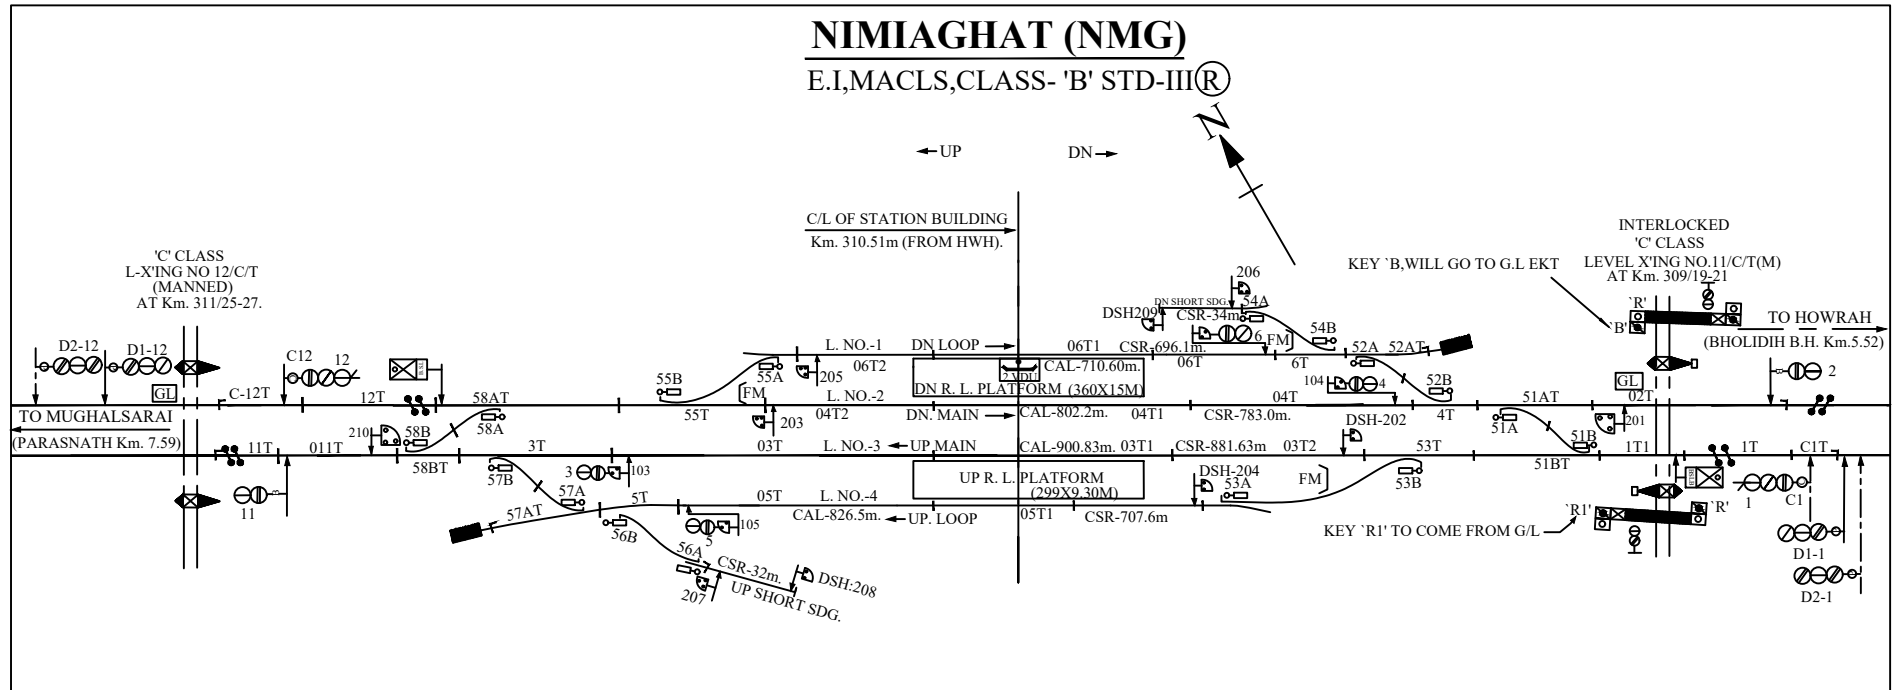 NIMIAGHAT (NMG)
E.I,MACLS,CLASS- 'B' STD-III R
N
UP DN
C/L OF STATION BUILDING
Km. 310.51m (FROM HWH).
'C' CLASS
L-X'ING NO 12/C/T
(MANNED)
AT Km. 311/25-27.
INTERLOCKED
'C' CLASS
LEVEL X'ING NO.11/C/T(M)
AT Km. 309/19-21
KEY `B,WILL GO TO G.L EKT
`R'
`B'
TO HOWRAH
(BHOLIDIH B.H. Km.5.52)
206
DN SHORT SDG.
54A
DSH209
CSR-34m
6
FM
54B
D2-12
D1-12
C12
12
GL
C-12T
12T
58AT
55B
55A
FM
205
L. NO.-1
DN LOOP
06T1
CSR-696.1m.
06T2
06T
6T
52A
52AT
2 VDU
CAL-710.60m.
DN R. L. PLATFORM (360X15M)
104
4
52B
GL
2
TO MUGHALSARAI
(PARASNATH Km. 7.59)
210
58B
58A
55T
203
04T2
L. NO.-2
DN. MAIN
CAL-802.2m.
04T1
CSR-783.0m.
04T
DSH-202
4T
51A
51AT
51B
201
02T
11T
011T
58BT
3T
03T
L. NO.-3
UP MAIN
CAL-900.83m.
03T1
CSR-881.63m
03T2
53T
51BT
1T1
1T
C1T
11
57B
3
103
57A
5T
05T
57AT
L. NO.-4
CAL-826.5m.
UP. LOOP
UP R. L. PLATFORM
(299X9.30M)
05T1
CSR-707.6m
DSH-204
53A
FM
53B
56B
105
5
56A
CSR-32m.
UP SHORT SDG.
207
DSH:208
KEY `R1' TO COME FROM G/L
`R1'
`R'
1
C1
D1-1
D2-1